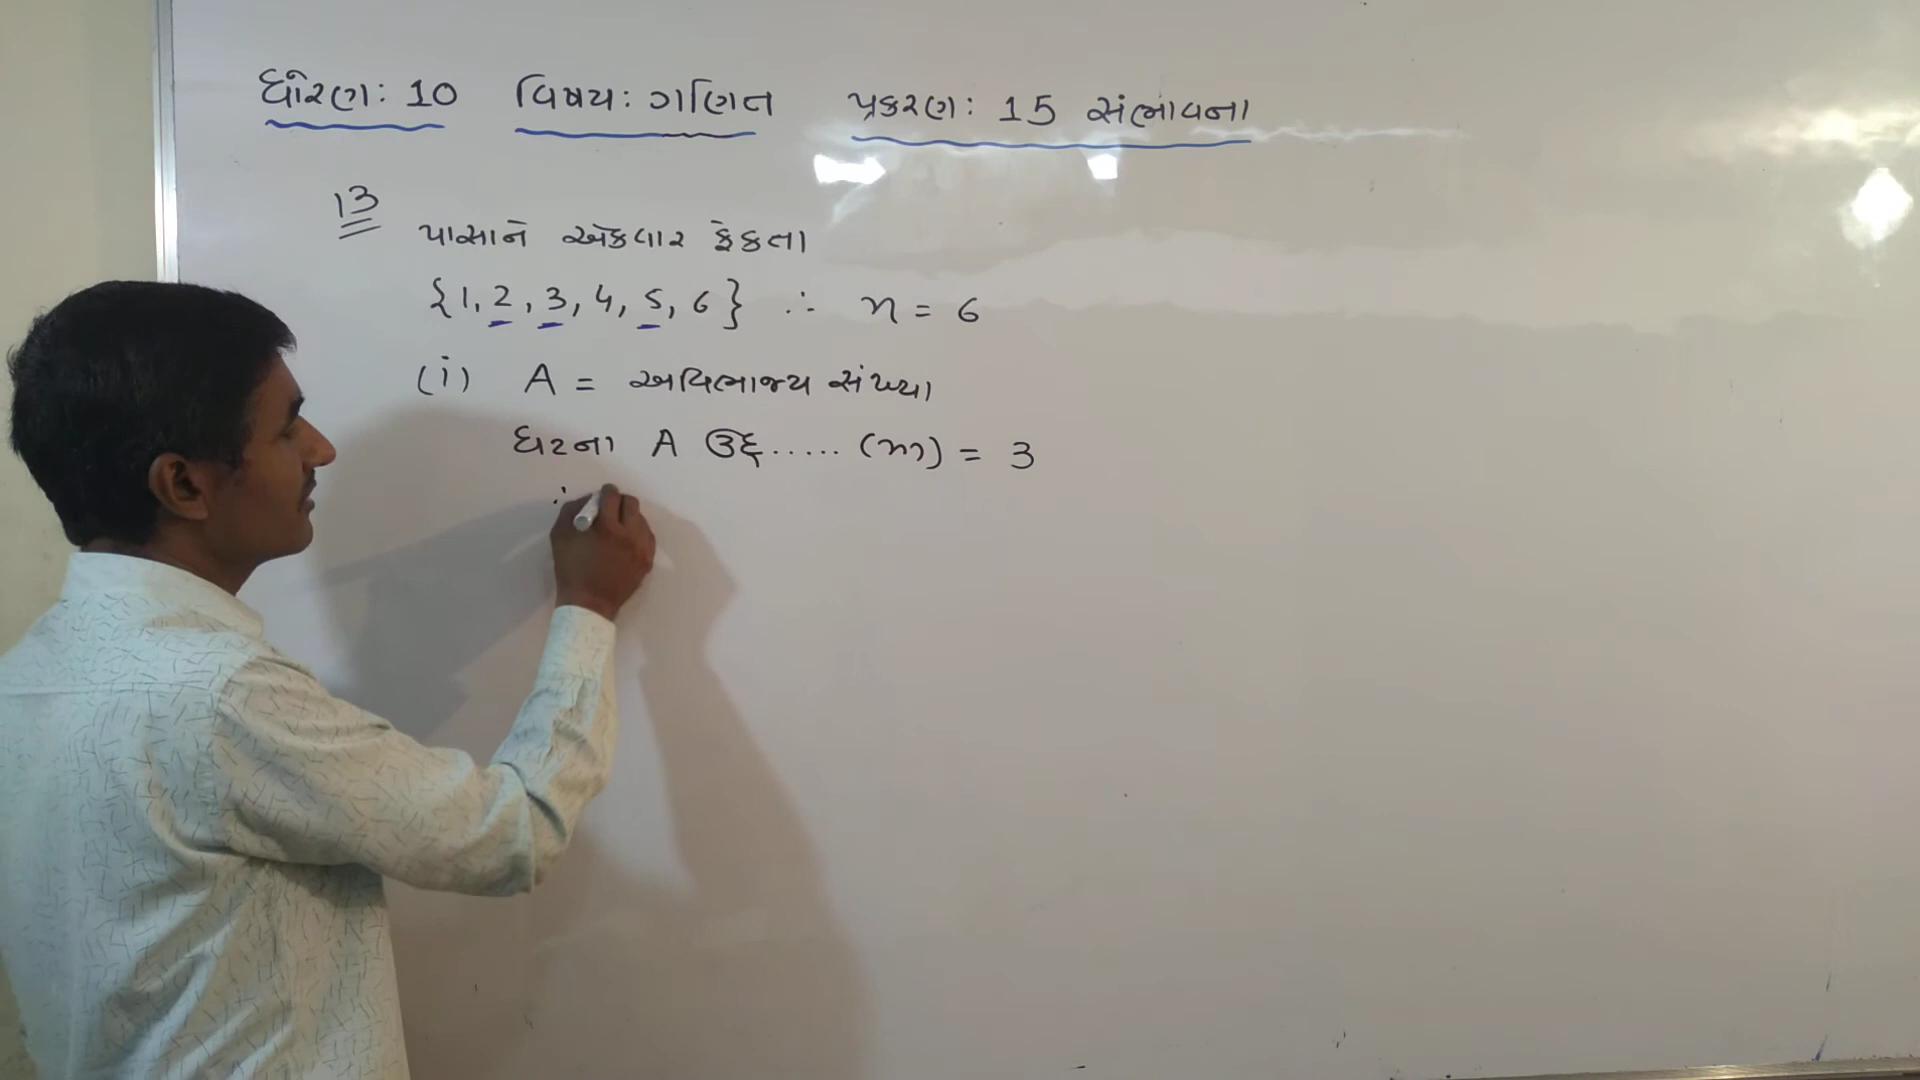 ધોરણ: 10 વિષય: ગણિત પ્રકરણ: 15 સંભાવના
13
પાસાને એકવાર ફેંકતા
{1, 2, 3, 4, 5, 6} ∴ n = 6
(i) A = અવિભાજ્ય સંખ્યા
ઘટના A ઉદ્દ..... (m) = 3
∴